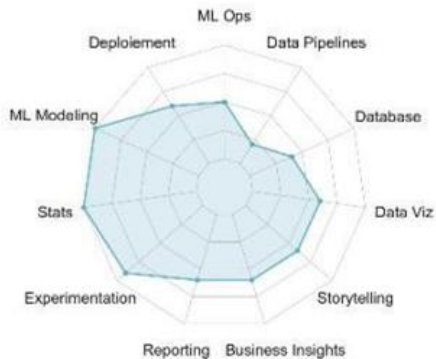 ML Ops
Deploiement
Data Pipelines
ML Modeling
Database
Stats
Data Viz
Experimentation
Storytelling
Reporting
Business Insights